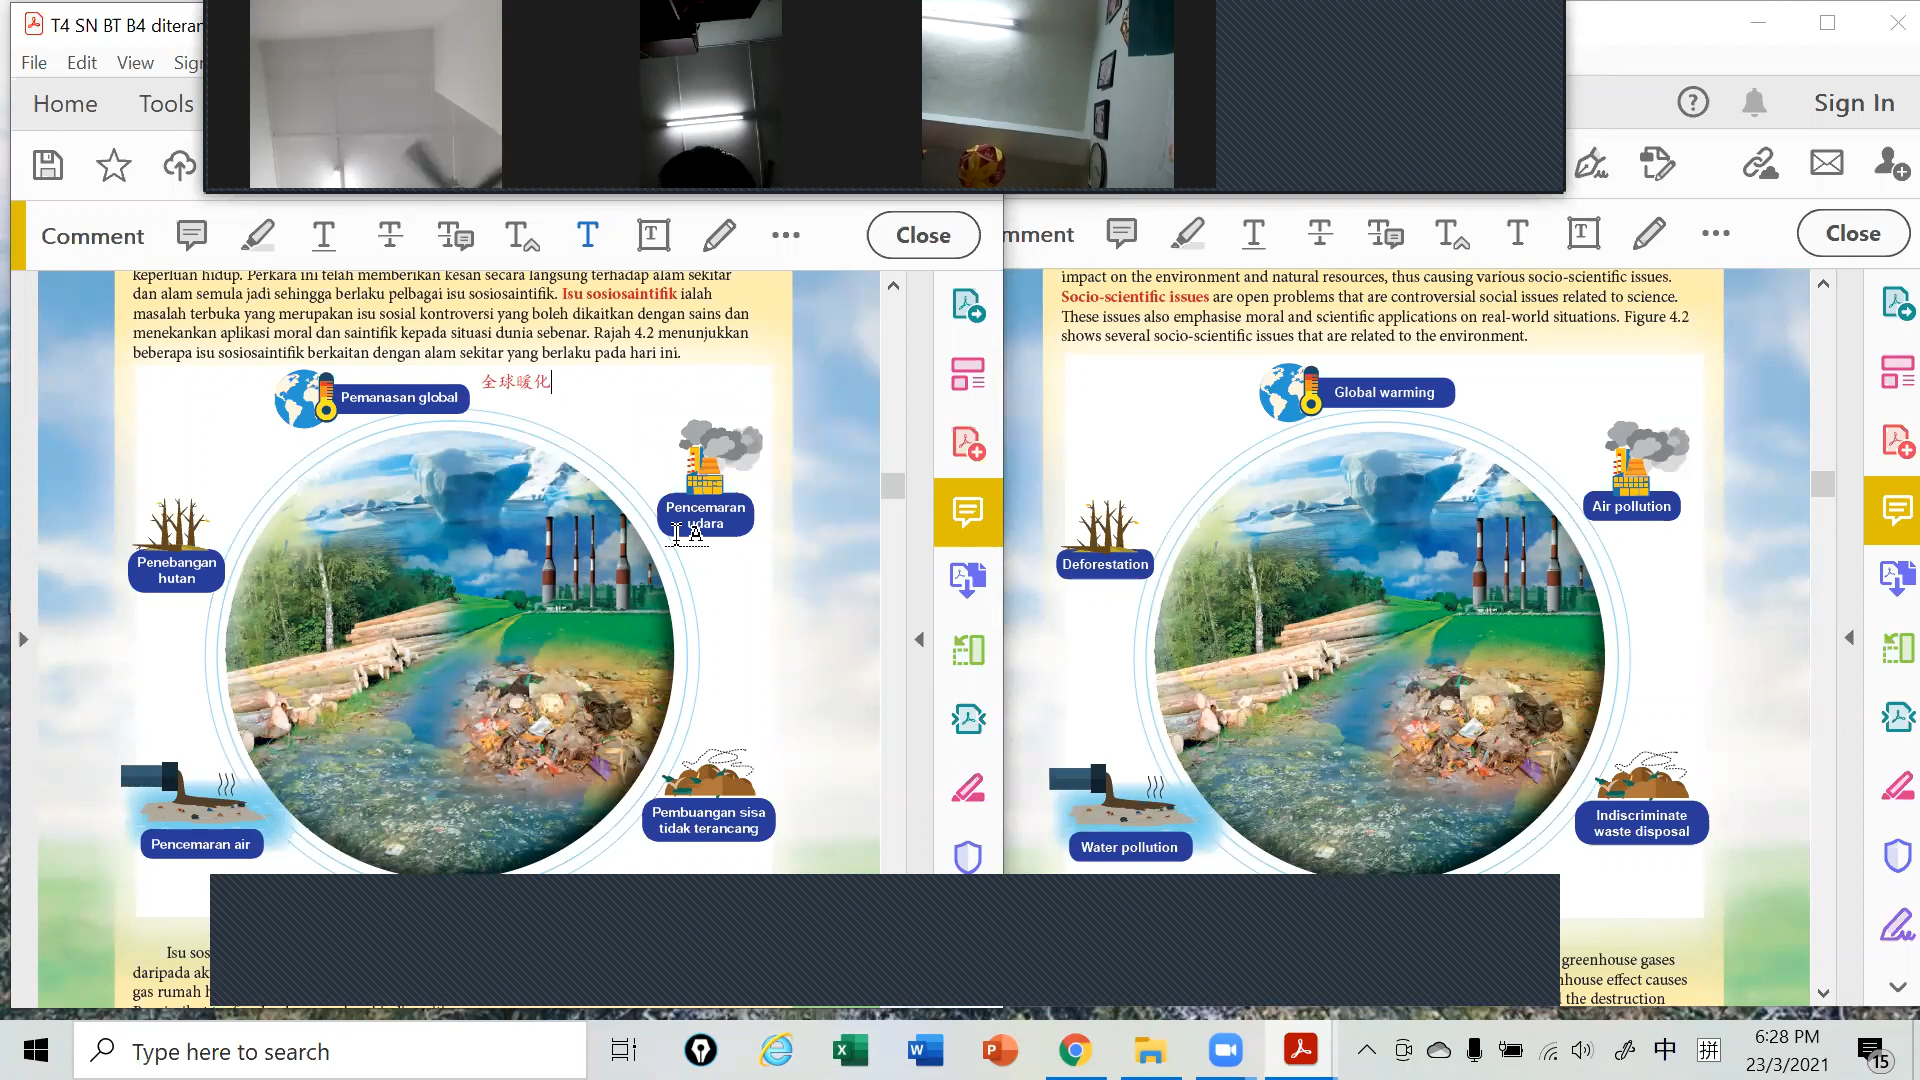 T4 SN BT B4 diteran
File Edit View Sign
Home Tools
Sign In
Comment
Close
mment
Close
keperluan hidup. Perkara ini telah memberikan kesan secara langsung terhadap alam sekitar
dan alam semula jadi sehingga berlaku pelbagai isu sosiosaintifik. Isu sosiosaintifik ialah
masalah terbuka yang merupakan isu sosial kontroversi yang boleh dikaitkan dengan sains dan
menekankan aplikasi moral dan saintifik kepada situasi dunia sebenar. Rajah 4.2 menunjukkan
beberapa isu sosiosaintifik berkaitan dengan alam sekitar yang berlaku pada hari ini.
全球暖化
Pemanasan global
Pencemaran
udara
Penebangan
hutan
Pencemaran air
Pembuangan sisa
tidak terancang
Isu sos
daripada ak
gas rumah h
impact on the environment and natural resources, thus causing various socio-scientific issues.
Socio-scientific issues are open problems that are controversial social issues related to science.
These issues also emphasise moral and scientific applications on real-world situations. Figure 4.2
shows several socio-scientific issues that are related to the environment.
Global warming
Air pollution
Deforestation
Water pollution
Indiscriminate
waste disposal
greenhouse gases
nhouse effect causes
the destruction
Type here to search
中
拼
6:28 PM
23/3/2021
15